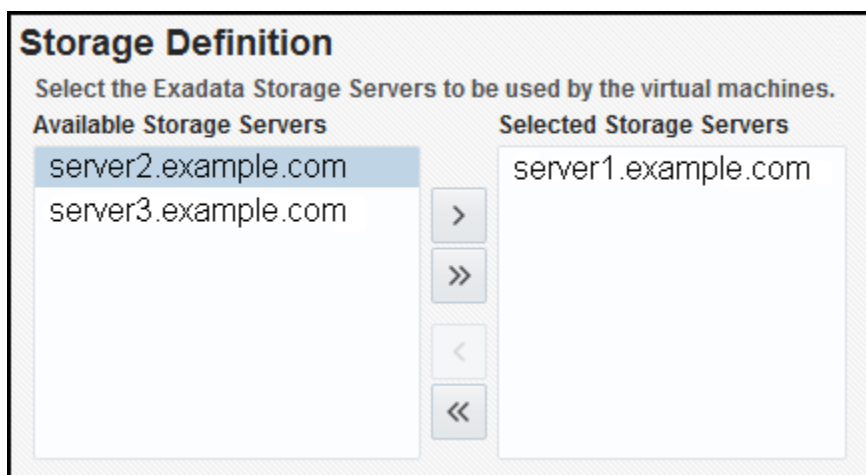 Storage Definition
Select the Exadata Storage Servers to be used by the virtual machines.
Available Storage Servers
server2.example.com
server3.example.com
>
>>
<
<<
Selected Storage Servers
server1.example.com